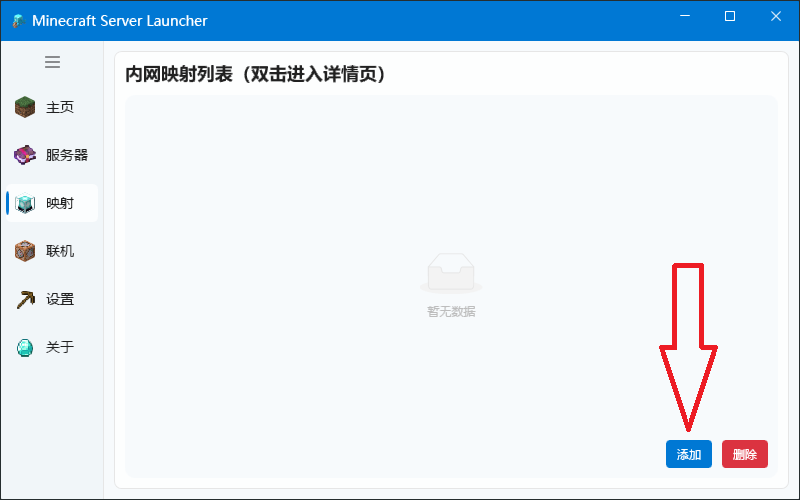 Minecraft Server Launcher
内网映射列表（双击进入详情页）
主页
服务器
映射
联机
设置
关于
暂无数据
添加 删除